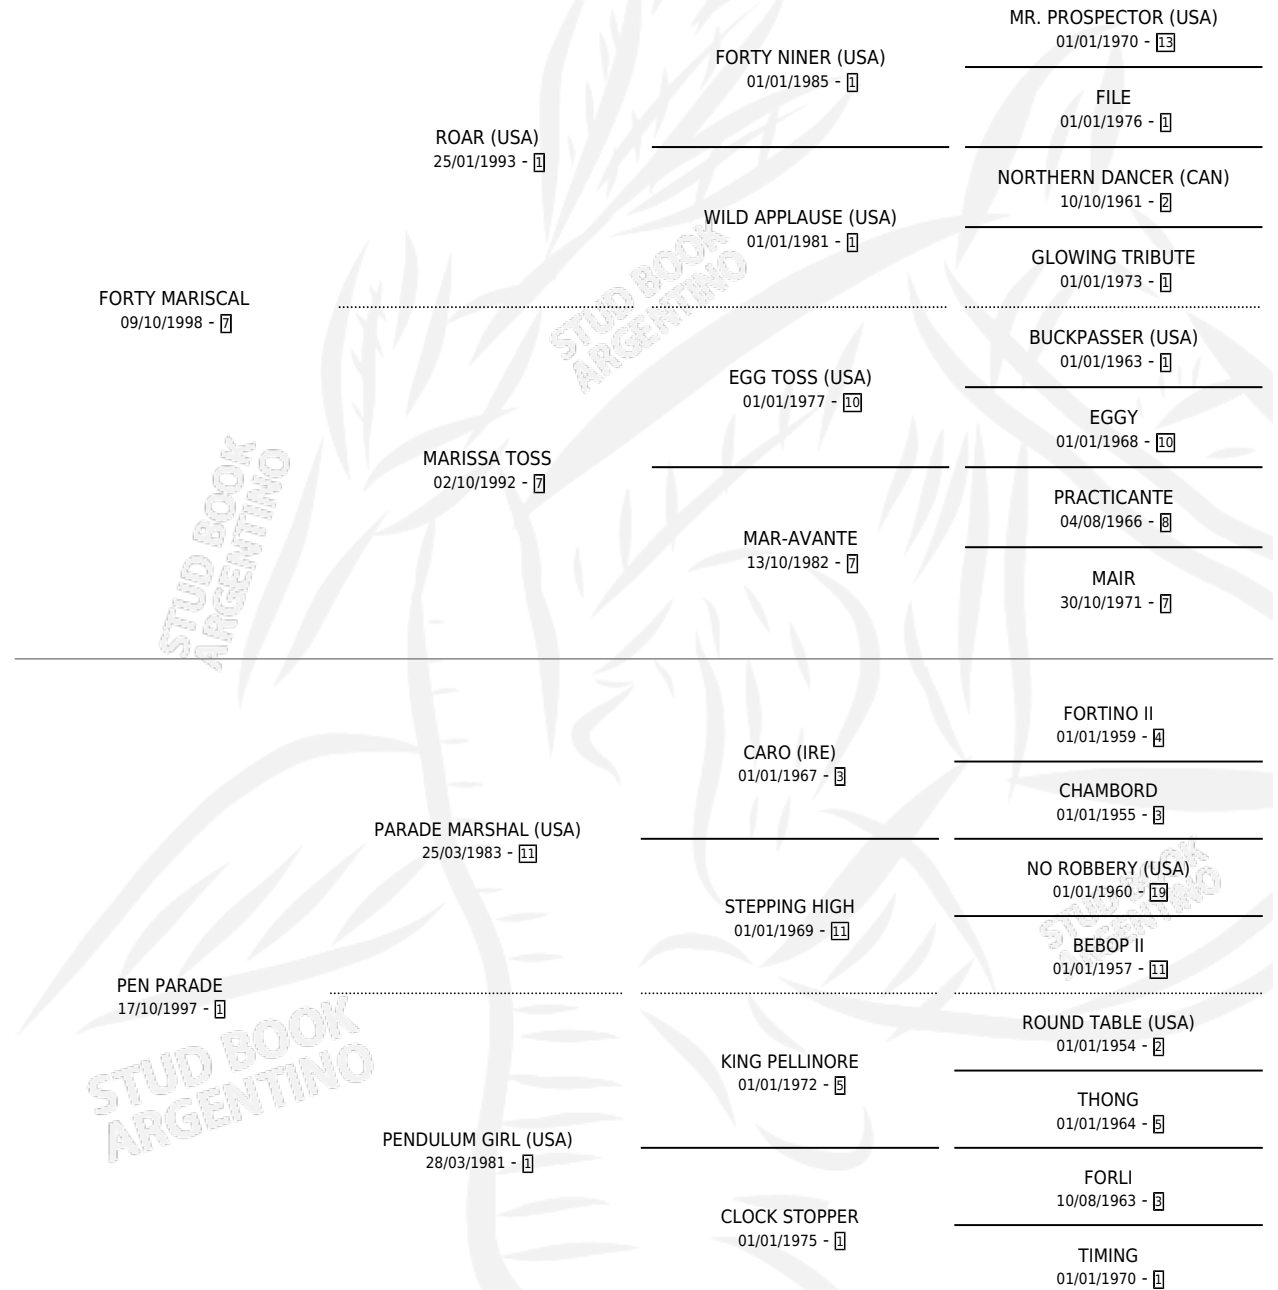 MR. PROSPECTOR (USA)
01/01/1970 - 13
FORTY NINER (USA)
01/01/1985 - 1
FILE
01/01/1976 - 1
ROAR (USA)
25/01/1993 - 1
NORTHERN DANCER (CAN)
10/10/1961 - 2
WILD APPLAUSE (USA)
01/01/1981 - 1
GLOWING TRIBUTE
01/01/1973 - 1
FORTY MARISCAL
09/10/1998 - 7
BUCKPASSER (USA)
01/01/1963 - 1
EGG TOSS (USA)
01/01/1977 - 10
EGGY
01/01/1968 - 10
MARISSA TOSS
02/10/1992 - 7
PRACTICANTE
04/08/1966 - 8
MAR-AVANTE
13/10/1982 - 7
MAIR
30/10/1971 - 7
STUD BOOK
ARGENTINO
STUD BOOK
ARGENTINO
FORTINO II
01/01/1959 - 4
CARO (IRE)
01/01/1967 - 3
CHAMBORD
01/01/1955 - 3
PARADE MARSHAL (USA)
25/03/1983 - 11
NO ROBBERY (USA)
01/01/1960 - 19
STEPPING HIGH
01/01/1969 - 11
BEBOP II
01/01/1957 - 11
PEN PARADE
17/10/1997 - 1
ROUND TABLE (USA)
01/01/1954 - 2
KING PELLINORE
01/01/1972 - 5
THONG
01/01/1964 - 5
PENDULUM GIRL (USA)
28/03/1981 - 1
FORLI
10/08/1963 - 3
CLOCK STOPPER
01/01/1975 - 1
TIMING
01/01/1970 - 1
STUD BOOK
ARGENTINO
STUD BOOK
ARGENTINO